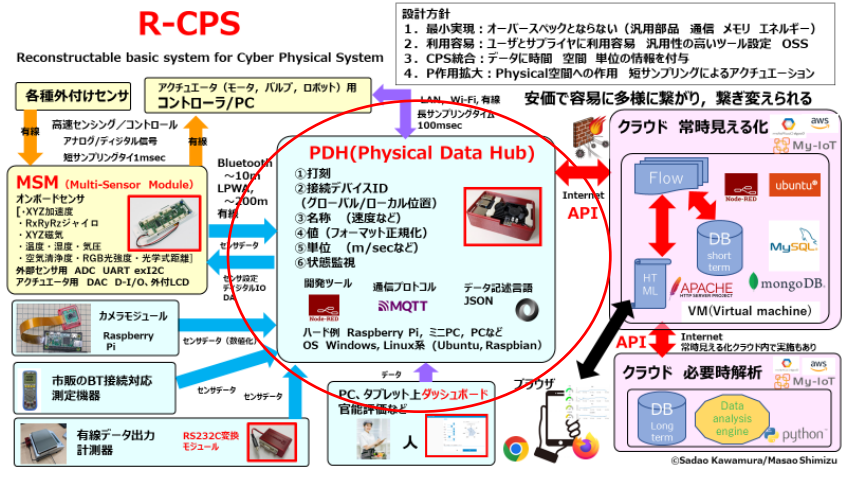 R-CPS
Reconstructable basic system for Cyber Physical System
設計方針
1．最小実現：オーバースペックとならない（汎用部品　通信　メモリ　エネルギー）
2．利用容易：ユーザとサプライヤに利用容易　汎用性の高いツール設定　OSS
3．CPS統合：データに時間　空間　単位の情報を付与
4．P作用拡大：Physical空間への作用　短サンプリングによるアクチュエーション
安価で容易に多様に繋がり，繋ぎ変えられる
各種外付けセンサ
アクチュエータ（モータ，バルブ，ロボット）用
コントローラ/PC
有線
高速センシング／コントロール
アナログ/ディジタル信号
短サンプリングタイ1msec
有線
LAN，Wi-Fi，有線
長サンプリングタイム
100msec
MSM（Multi-Sensor Module）
オンボードセンサ
[・XYZ加速度
・RxRyRzジャイロ
・XYZ磁気
・温度・湿度・気圧
・空気清浄度・RGB光強度・光学式距離]
外部センサ用 ADC UART exI2C
アクチュエータ用 DAC D-I/O．外付LCD
Bluetooth
～10m
LPWA，
～200m
有線
センサデータ
センサ設定
ディジタルIO
DA
PDH(Physical Data Hub)
①打刻
②接続デバイスID
（グローバル/ローカル位置）
③名称　（速度など）
④値（フォーマット正規化）
⑤単位　（m/secなど）
⑥状態監視
開発ツール
通信プロトコル
データ記述言語
JSON
Node-RED
MQTT
ハード例 Raspberry Pi，ミニPC，PCなど
OS Windows, Linux系（Ubuntu, Raspbian）
カメラモジュール
Raspberry
Pi
センサデータ（数値化）
市販のBT接続対応
測定機器
センサデータ
センサデータ
有線データ出力
計測器
RS232C変換
モジュール
データ
PC、タブレット上ダッシュボード
官能評価など
人
ブラウザ
Internet
API
クラウド　常時見える化
aws
My-IoT
Flow
Node-RED
ubuntu
DB
short
term
MySQL
HT
ML
APACHE
HTTP SERVER PROJECT
mongoDB
VM(Virtual machine)
API
Internet
常時見える化クラウド内で実施もあり
クラウド　必要時解析
aws
My-IoT
DB
Long
term
Data
analysis
engine
python
©Sadao Kawamura/Masao Shimizu